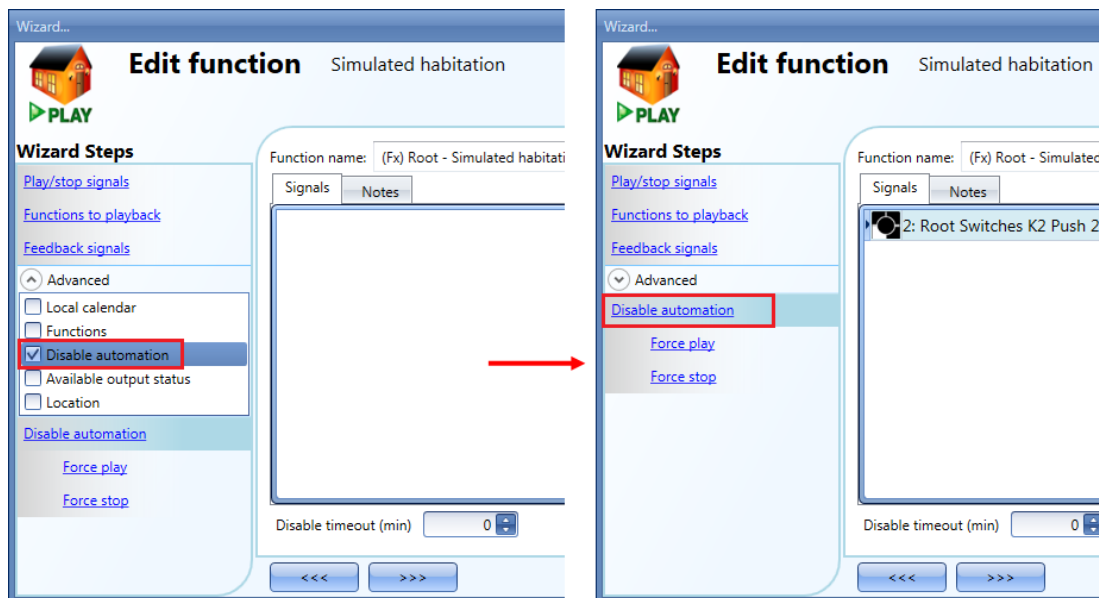 Wizard...
Edit function Simulated habitation
PLAY
Wizard Steps
Play/stop signals
Functions to playback
Feedback signals
Advanced
Local calendar
Functions
Disable automation
Available output status
Location
Disable automation
Force play
Force stop
Function name: (Fx) Root - Simulated habitati
Signals Notes
Disable timeout (min) 0
<<< >>>
Wizard...
Edit function Simulated habitation
PLAY
Wizard Steps
Play/stop signals
Functions to playback
Feedback signals
Advanced
Disable automation
Force play
Force stop
Function name: (Fx) Root - Simulated
Signals Notes
2: Root Switches K2 Push 2
Disable timeout (min) 0
<<< >>>